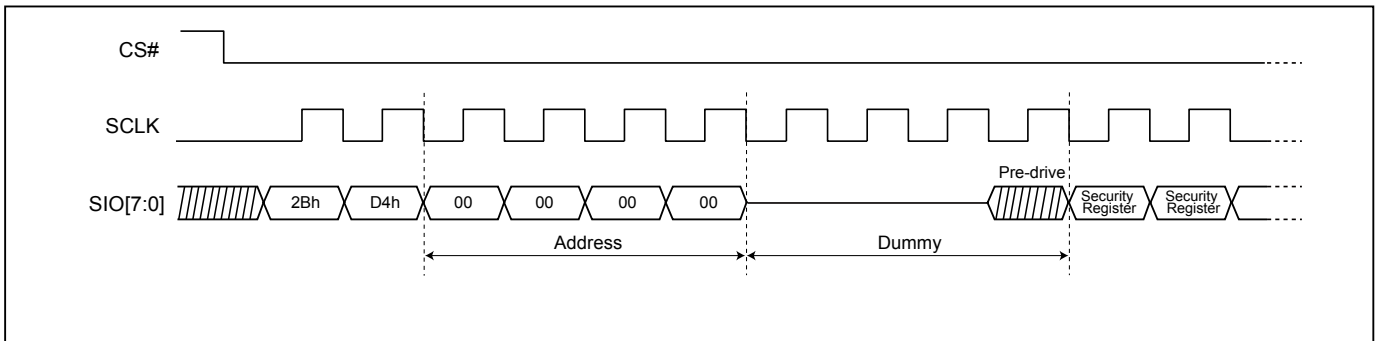 CS#
SCLK
Pre-drive
SIO[7:0] 2Bh D4h 00 00 00 00 Security Register Security Register
Address Dummy